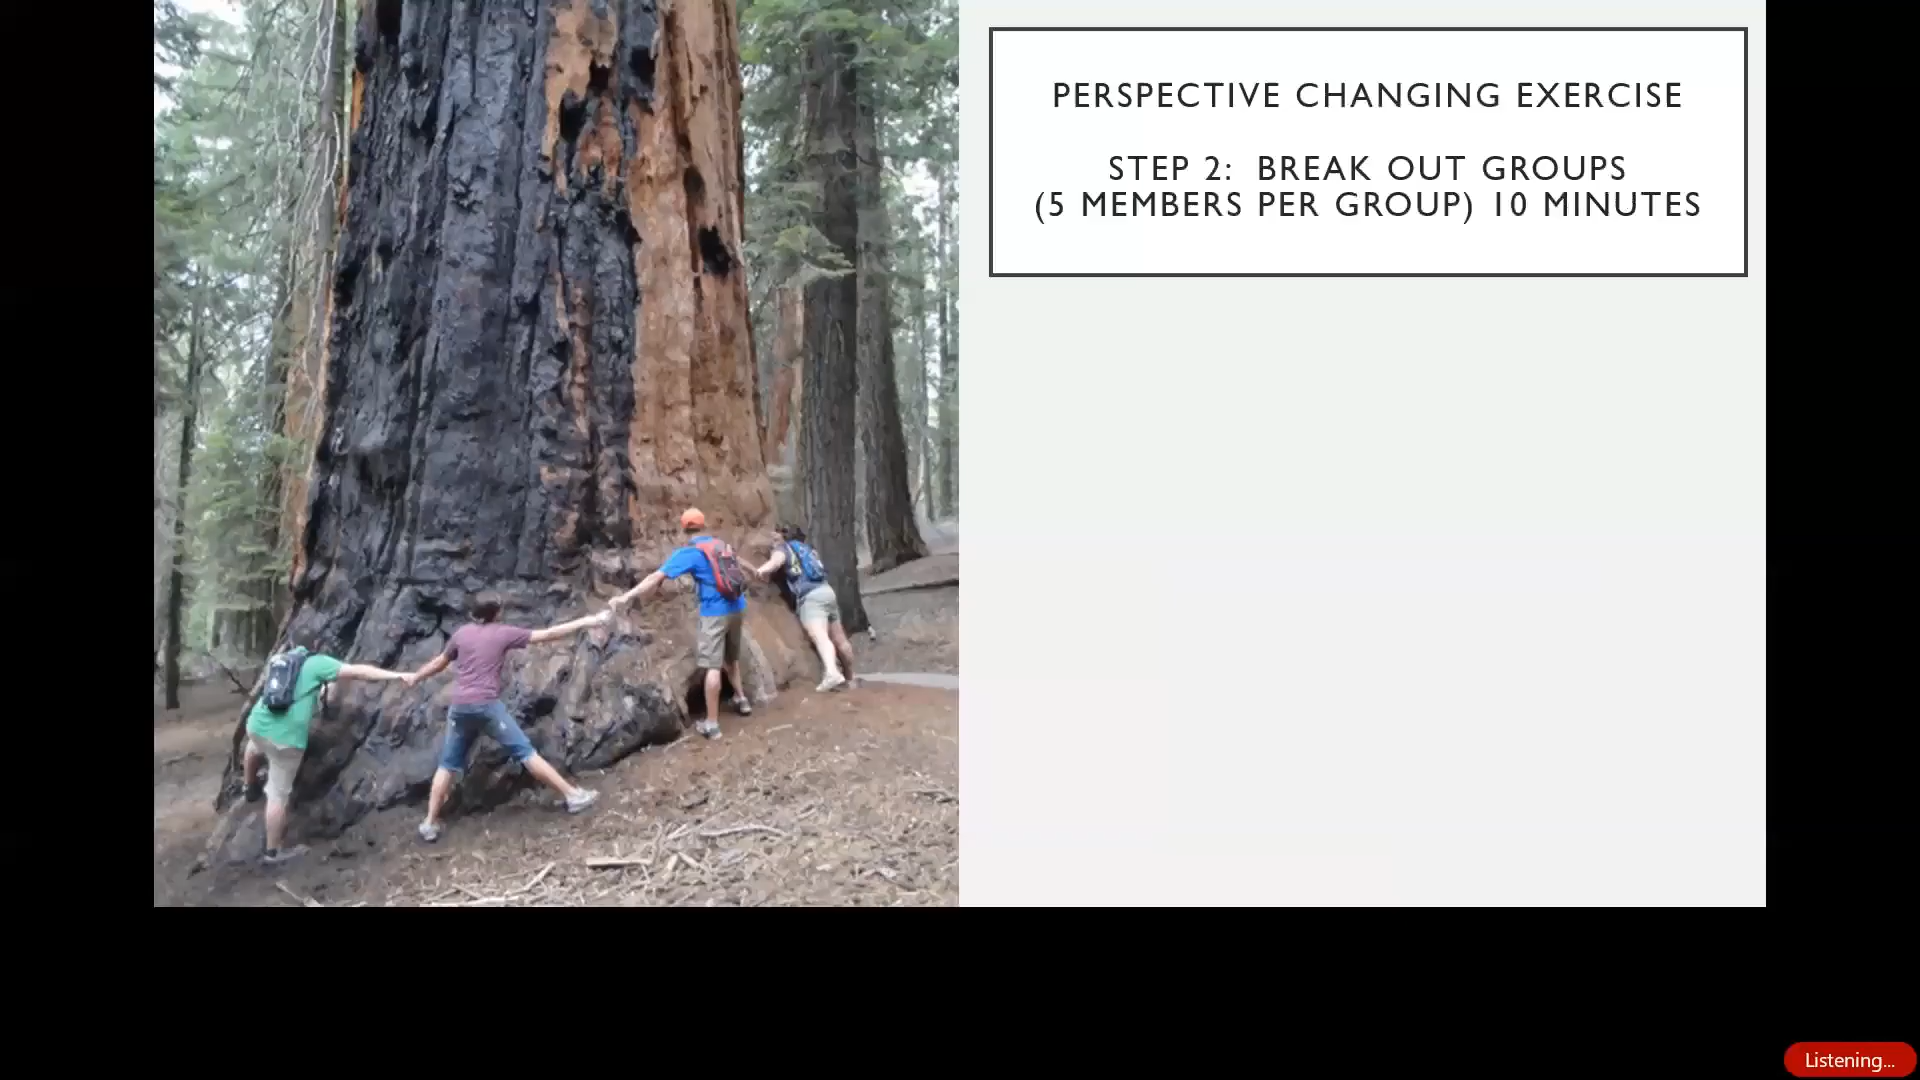 PERSPECTIVE CHANGING EXERCISE
STEP 2: BREAK OUT GROUPS
(5 MEMBERS PER GROUP) 10 MINUTES
Listening...